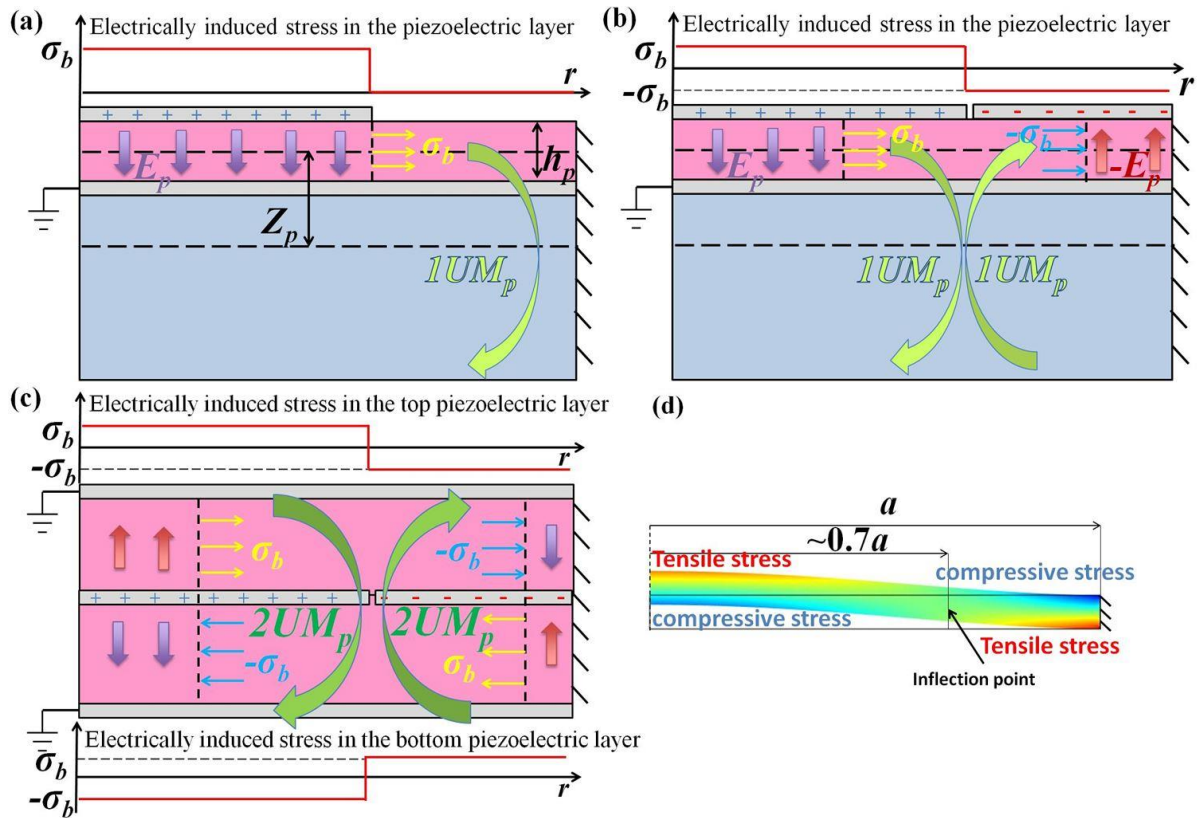 (a)
Electrically induced stress in the piezoelectric layer
σb
r
+ + + + + + +
Ep
σb
hp
Zp
1UMp
(b)
Electrically induced stress in the piezoelectric layer
σb
-σb
r
+ + + + + + +
- - - - - -
Ep
σb
-σb
-Ep
1UMp 1UMp
(c)
Electrically induced stress in the top piezoelectric layer
σb
-σb
r
σb
-σb
+ + + + + + +
- - - - - -
2UMp 2UMp
-σb
σb
Electrically induced stress in the bottom piezoelectric layer
σb
-σb
r
(d)
a
~0.7a
Tensile stress
compressive stress
compressive stress
Tensile stress
Inflection point